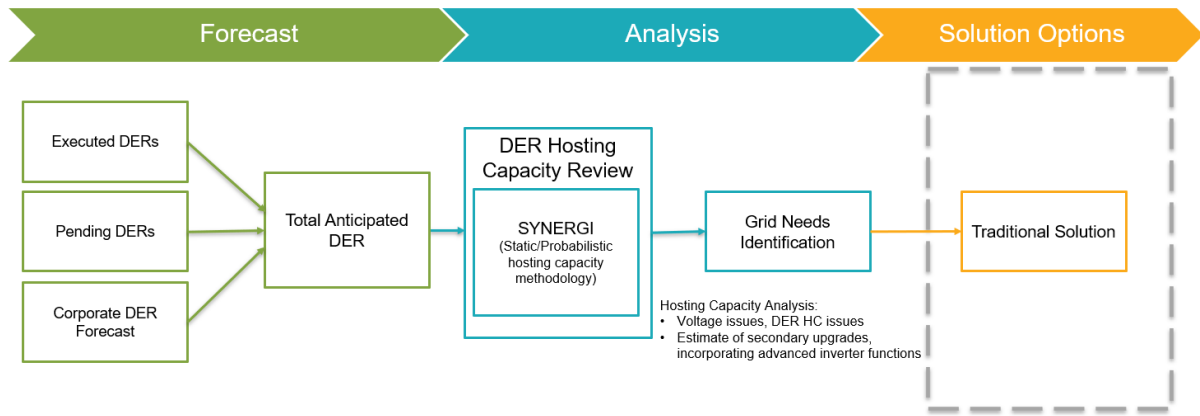 Forecast
Analysis
Solution Options
Executed DERs
Pending DERs
Corporate DER
Forecast
Total Anticipated
DER
DER Hosting
Capacity Review
SYNERGI
(Static/Probabilistic
hosting capacity
methodology)
Grid Needs
Identification
Traditional Solution
Hosting Capacity Analysis:
• Voltage issues, DER HC issues
• Estimate of secondary upgrades,
incorporating advanced inverter functions